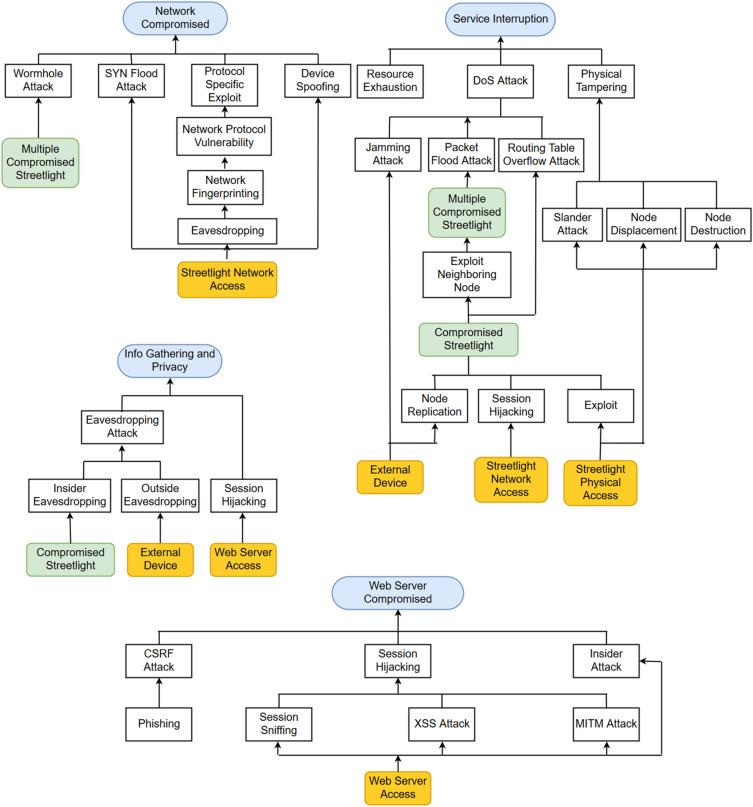 Network
Compromised
Wormhole
Attack
SYN Flood
Attack
Protocol
Specific
Exploit
Device
Spoofing
Multiple
Compromised
Streetlight
Network Protocol
Vulnerability
Network
Fingerprinting
Eavesdropping
Streetlight Network
Access
Service Interruption
Resource
Exhaustion
DoS Attack
Physical
Tampering
Jamming
Attack
Packet
Flood Attack
Routing Table
Overflow Attack
Multiple
Compromised
Streetlight
Slander
Attack
Node
Displacement
Node
Destruction
Exploit
Neighboring
Node
Compromised
Streetlight
Node
Replication
Session
Hijacking
Exploit
External
Device
Streetlight
Network
Access
Streetlight
Physical
Access
Info Gathering and
Privacy
Eavesdropping
Attack
Insider
Eavesdropping
Outside
Eavesdropping
Session
Hijacking
Compromised
Streetlight
External
Device
Web Server
Access
Web Server
Compromised
CSRF
Attack
Session
Hijacking
Insider
Attack
Phishing
Session
Sniffing
XSS Attack
MITM Attack
Web Server
Access